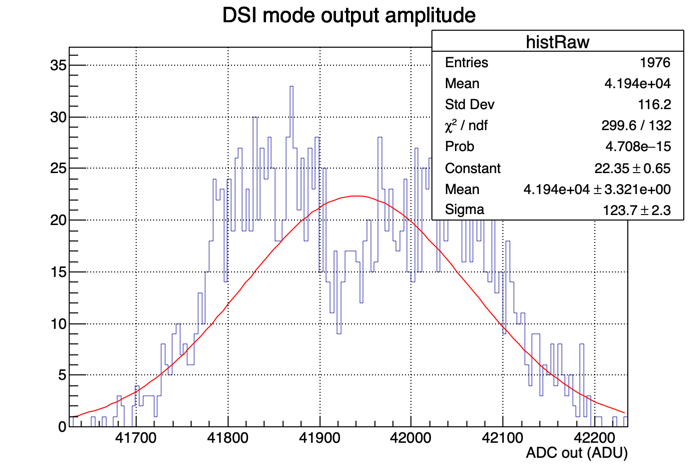 DSI mode output amplitude
histRaw
Entries 1976
Mean 4.194e+04
Std Dev 116.2
χ² / ndf 299.6 / 132
Prob 4.708e−15
Constant 22.35 ± 0.65
Mean 4.194e+04 ± 3.321e+00
Sigma 123.7 ± 2.3
35
30
25
20
15
10
5
0
41700 41800 41900 42000 42100 42200
ADC out (ADU)